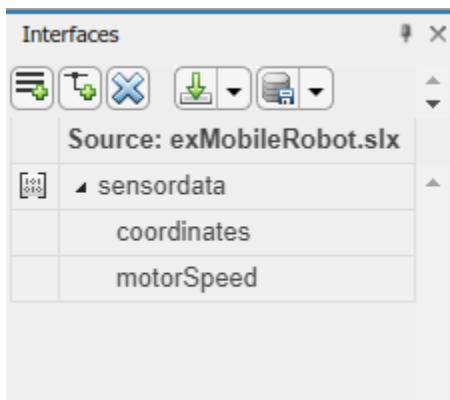 Interfaces
Source: exMobileRobot.slx
sensordata
coordinates
motorSpeed